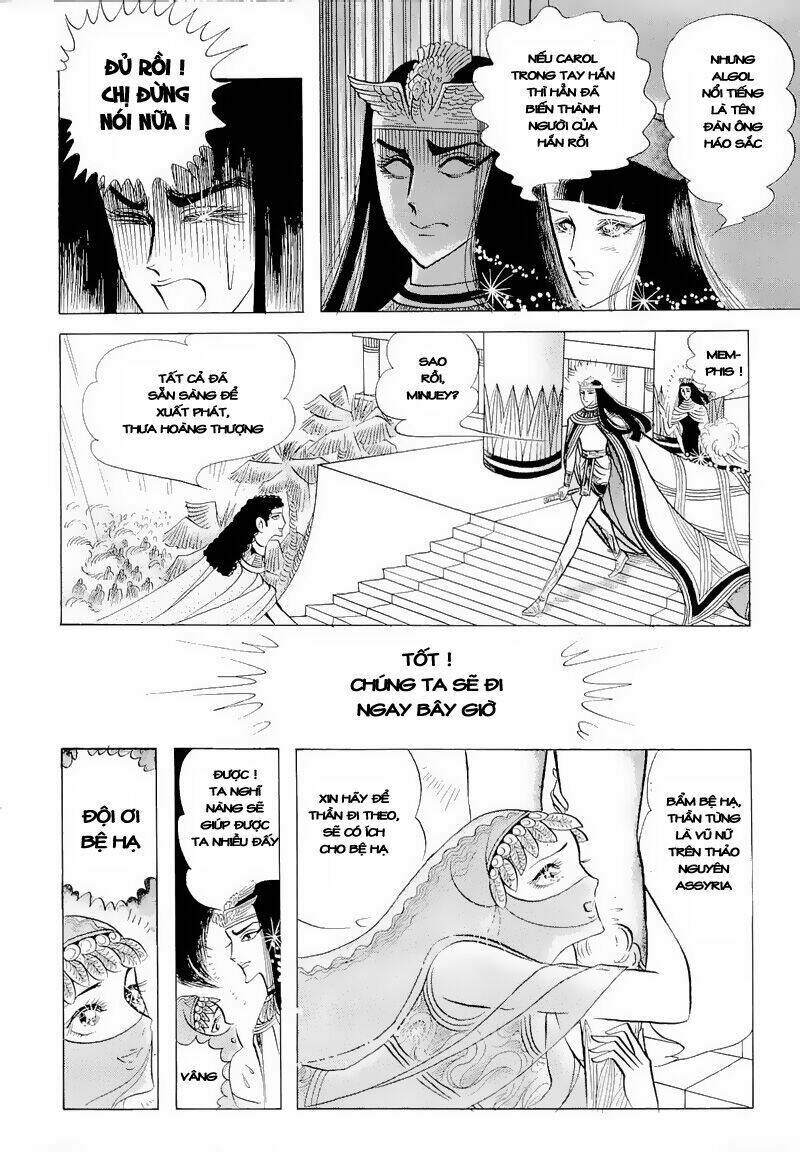 NHƯNG
ALGOL
NỔI TIẾNG
LÀ TÊN
ĐÀN ÔNG
HÁO SẮC
NẾU CAROL
TRONG TAY HẮN
THÌ HẲN ĐÃ
BIẾN THÀNH
NGƯỜI CỦA
HẮN RỒI
ĐỦ RỒI !
CHỊ ĐỪNG
NÓI NỮA !
MEM-
PHIS !
SAO
RỒI,
MINUEY?
TẤT CẢ ĐÃ
SẴN SÀNG ĐỂ
XUẤT PHÁT,
THƯA HOÀNG THƯỢNG
TỐT !
CHÚNG TA SẼ ĐI
NGAY BÂY GIỜ
BẨM BỆ HẠ,
THẦN TỪNG
LÀ VŨ NỮ
TRÊN THẢO
NGUYÊN
ASSYRIA
XIN HÃY ĐỂ
THẦN ĐI THEO,
SẼ CÓ ÍCH
CHO BỆ HẠ
ĐƯỢC !
TA NGHĨ
NÀNG SẼ
GIÚP ĐƯỢC
TA NHIỀU ĐẤY
VÂNG
ĐỘI ƠI
BỆ HẠ